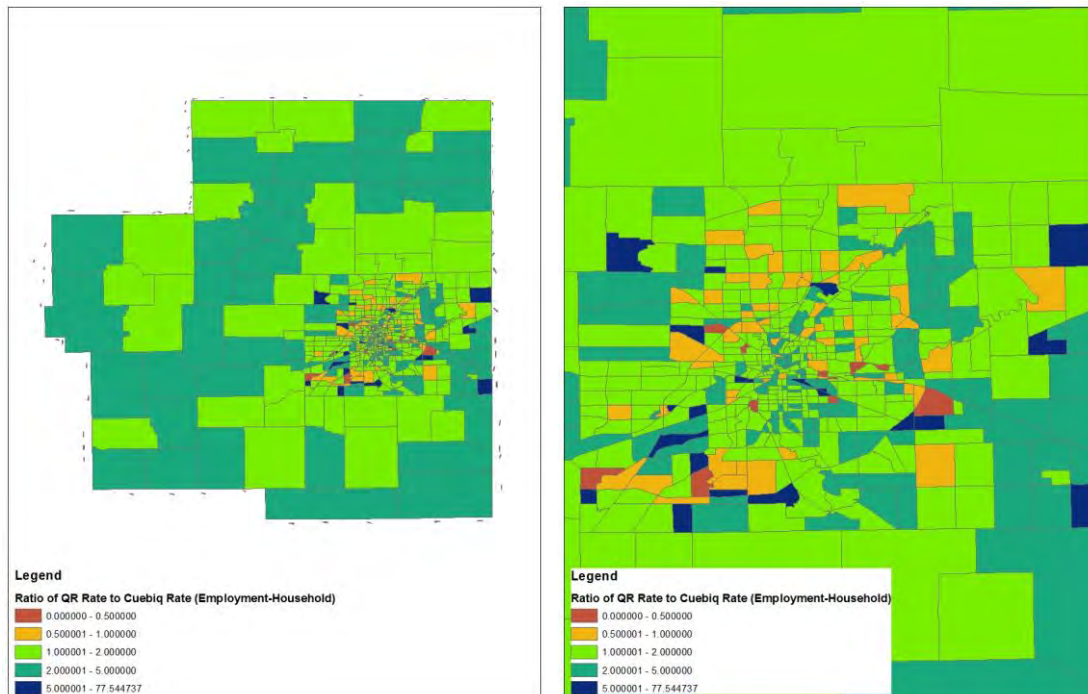 Legend
Ratio of QR Rate to Cuebiq Rate (Employment-Household)
0.000000 - 0.500000
0.500001 - 1.000000
1.000001 - 2.000000
2.000001 - 5.000000
5.000001 - 77.544737
Legend
Ratio of QR Rate to Cuebiq Rate (Employment-Household)
0.000000 - 0.500000
0.500001 - 1.000000
1.000001 - 2.000000
2.000001 - 5.000000
5.000001 - 77.544737